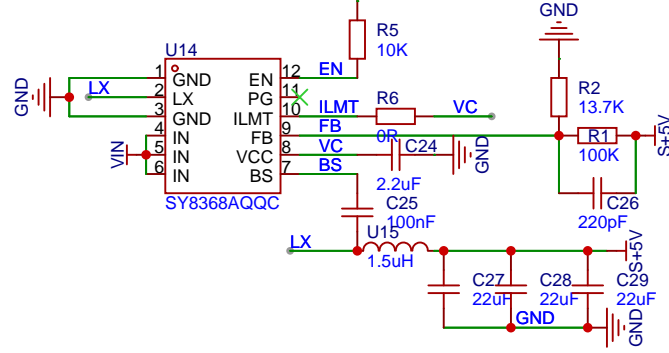 GND
R5
10K
U14
R2
13.7K
1 GND EN 12 EN
2 LX PG 11
3 GND ILMT 10 ILMT
4 IN FB 9 FB
5 IN VCC 8 VC
6 IN BS 7 BS
GND
LX
VIN
SY8368AQQC
R6
0R
VC
R1
100K
S+5V
C24
2.2uF
GND
C26
220pF
C25
100nF
LX
U15
1.5uH
S+5V
C27
22uF
C28
22uF
C29
22uF
GND
GND